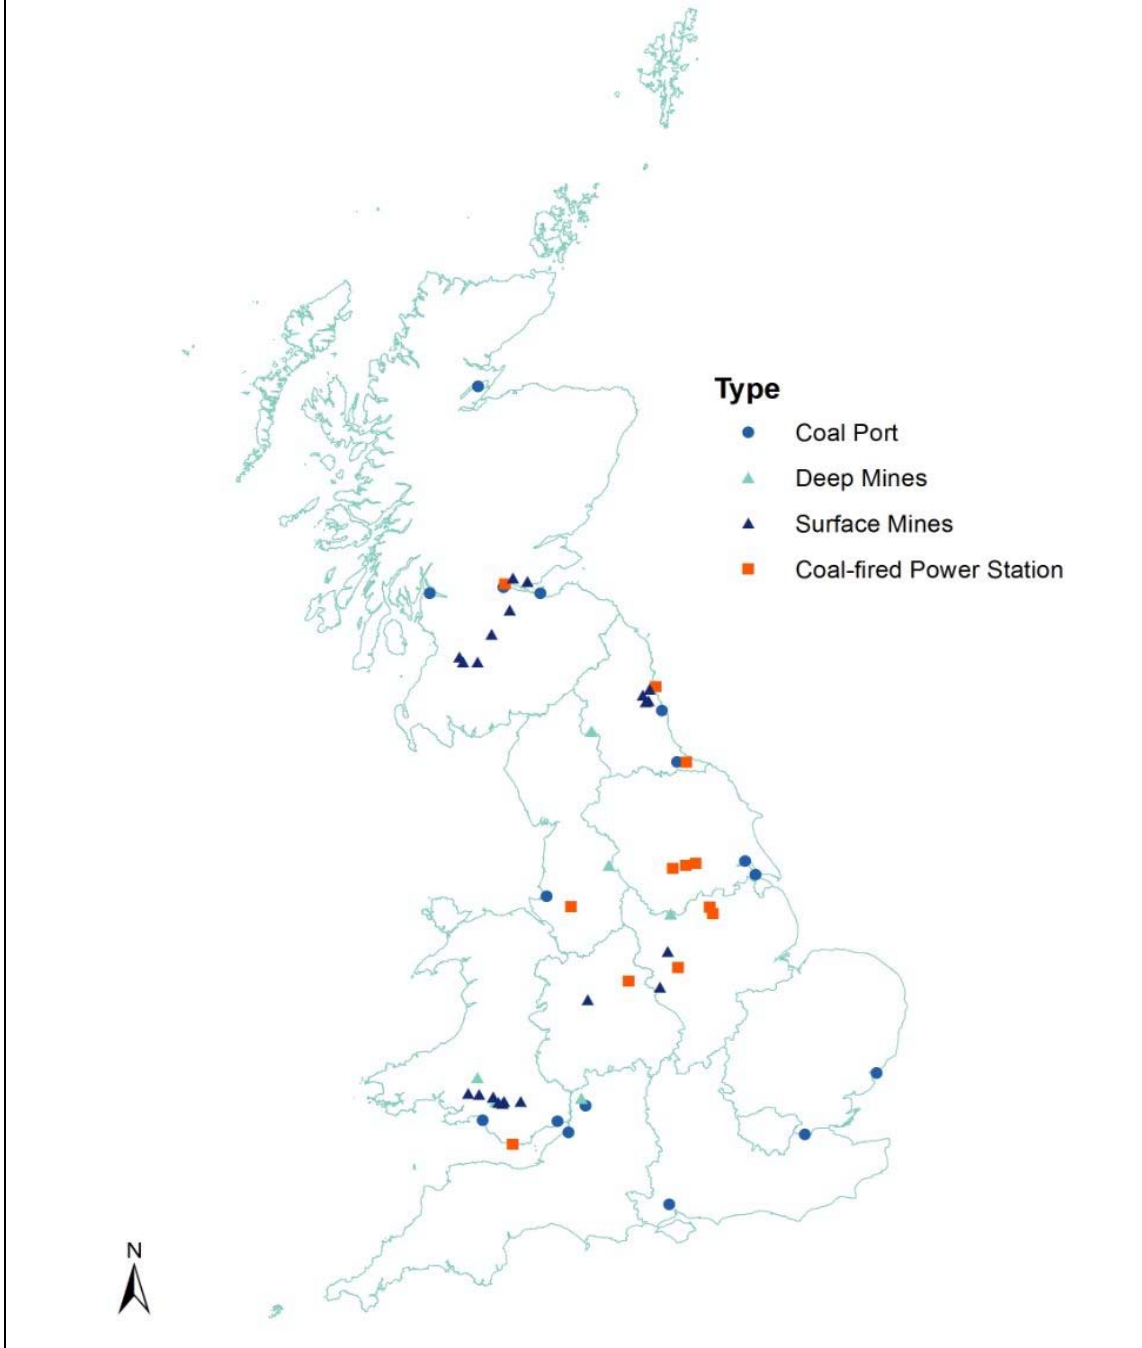 Type
Coal Port
Deep Mines
Surface Mines
Coal-fired Power Station
N